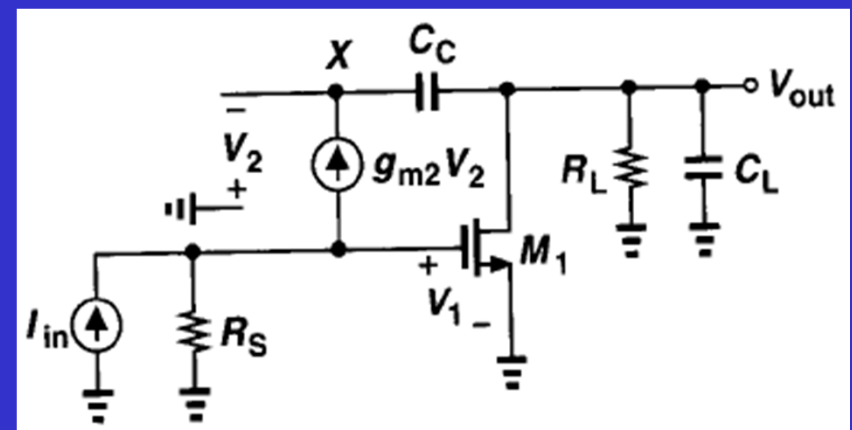 X C_C
V_out
−
V_2
+
g_m2 V_2
R_L
C_L
+
M_1
V_1 −
I_in
R_S